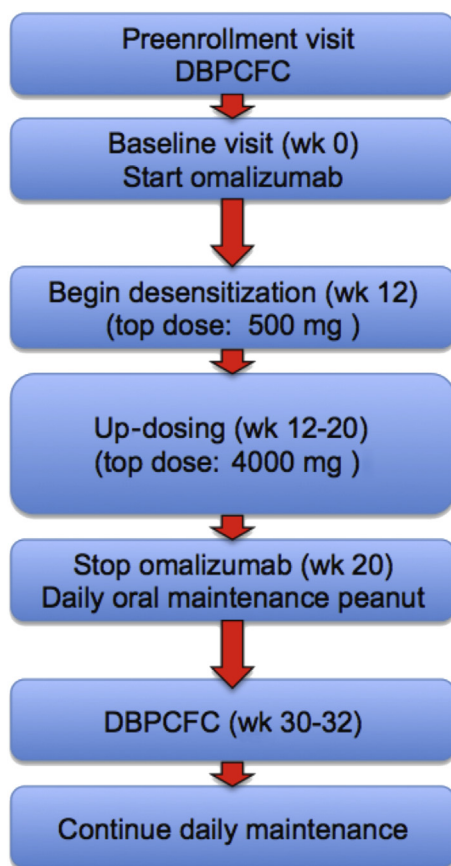 Preenrollment visit
DBPCFC
Baseline visit (wk 0)
Start omalizumab
Begin desensitization (wk 12)
(top dose:  500 mg )
Up-dosing (wk 12-20)
(top dose: 4000 mg )
Stop omalizumab (wk 20)
Daily oral maintenance peanut
DBPCFC (wk 30-32)
Continue daily maintenance